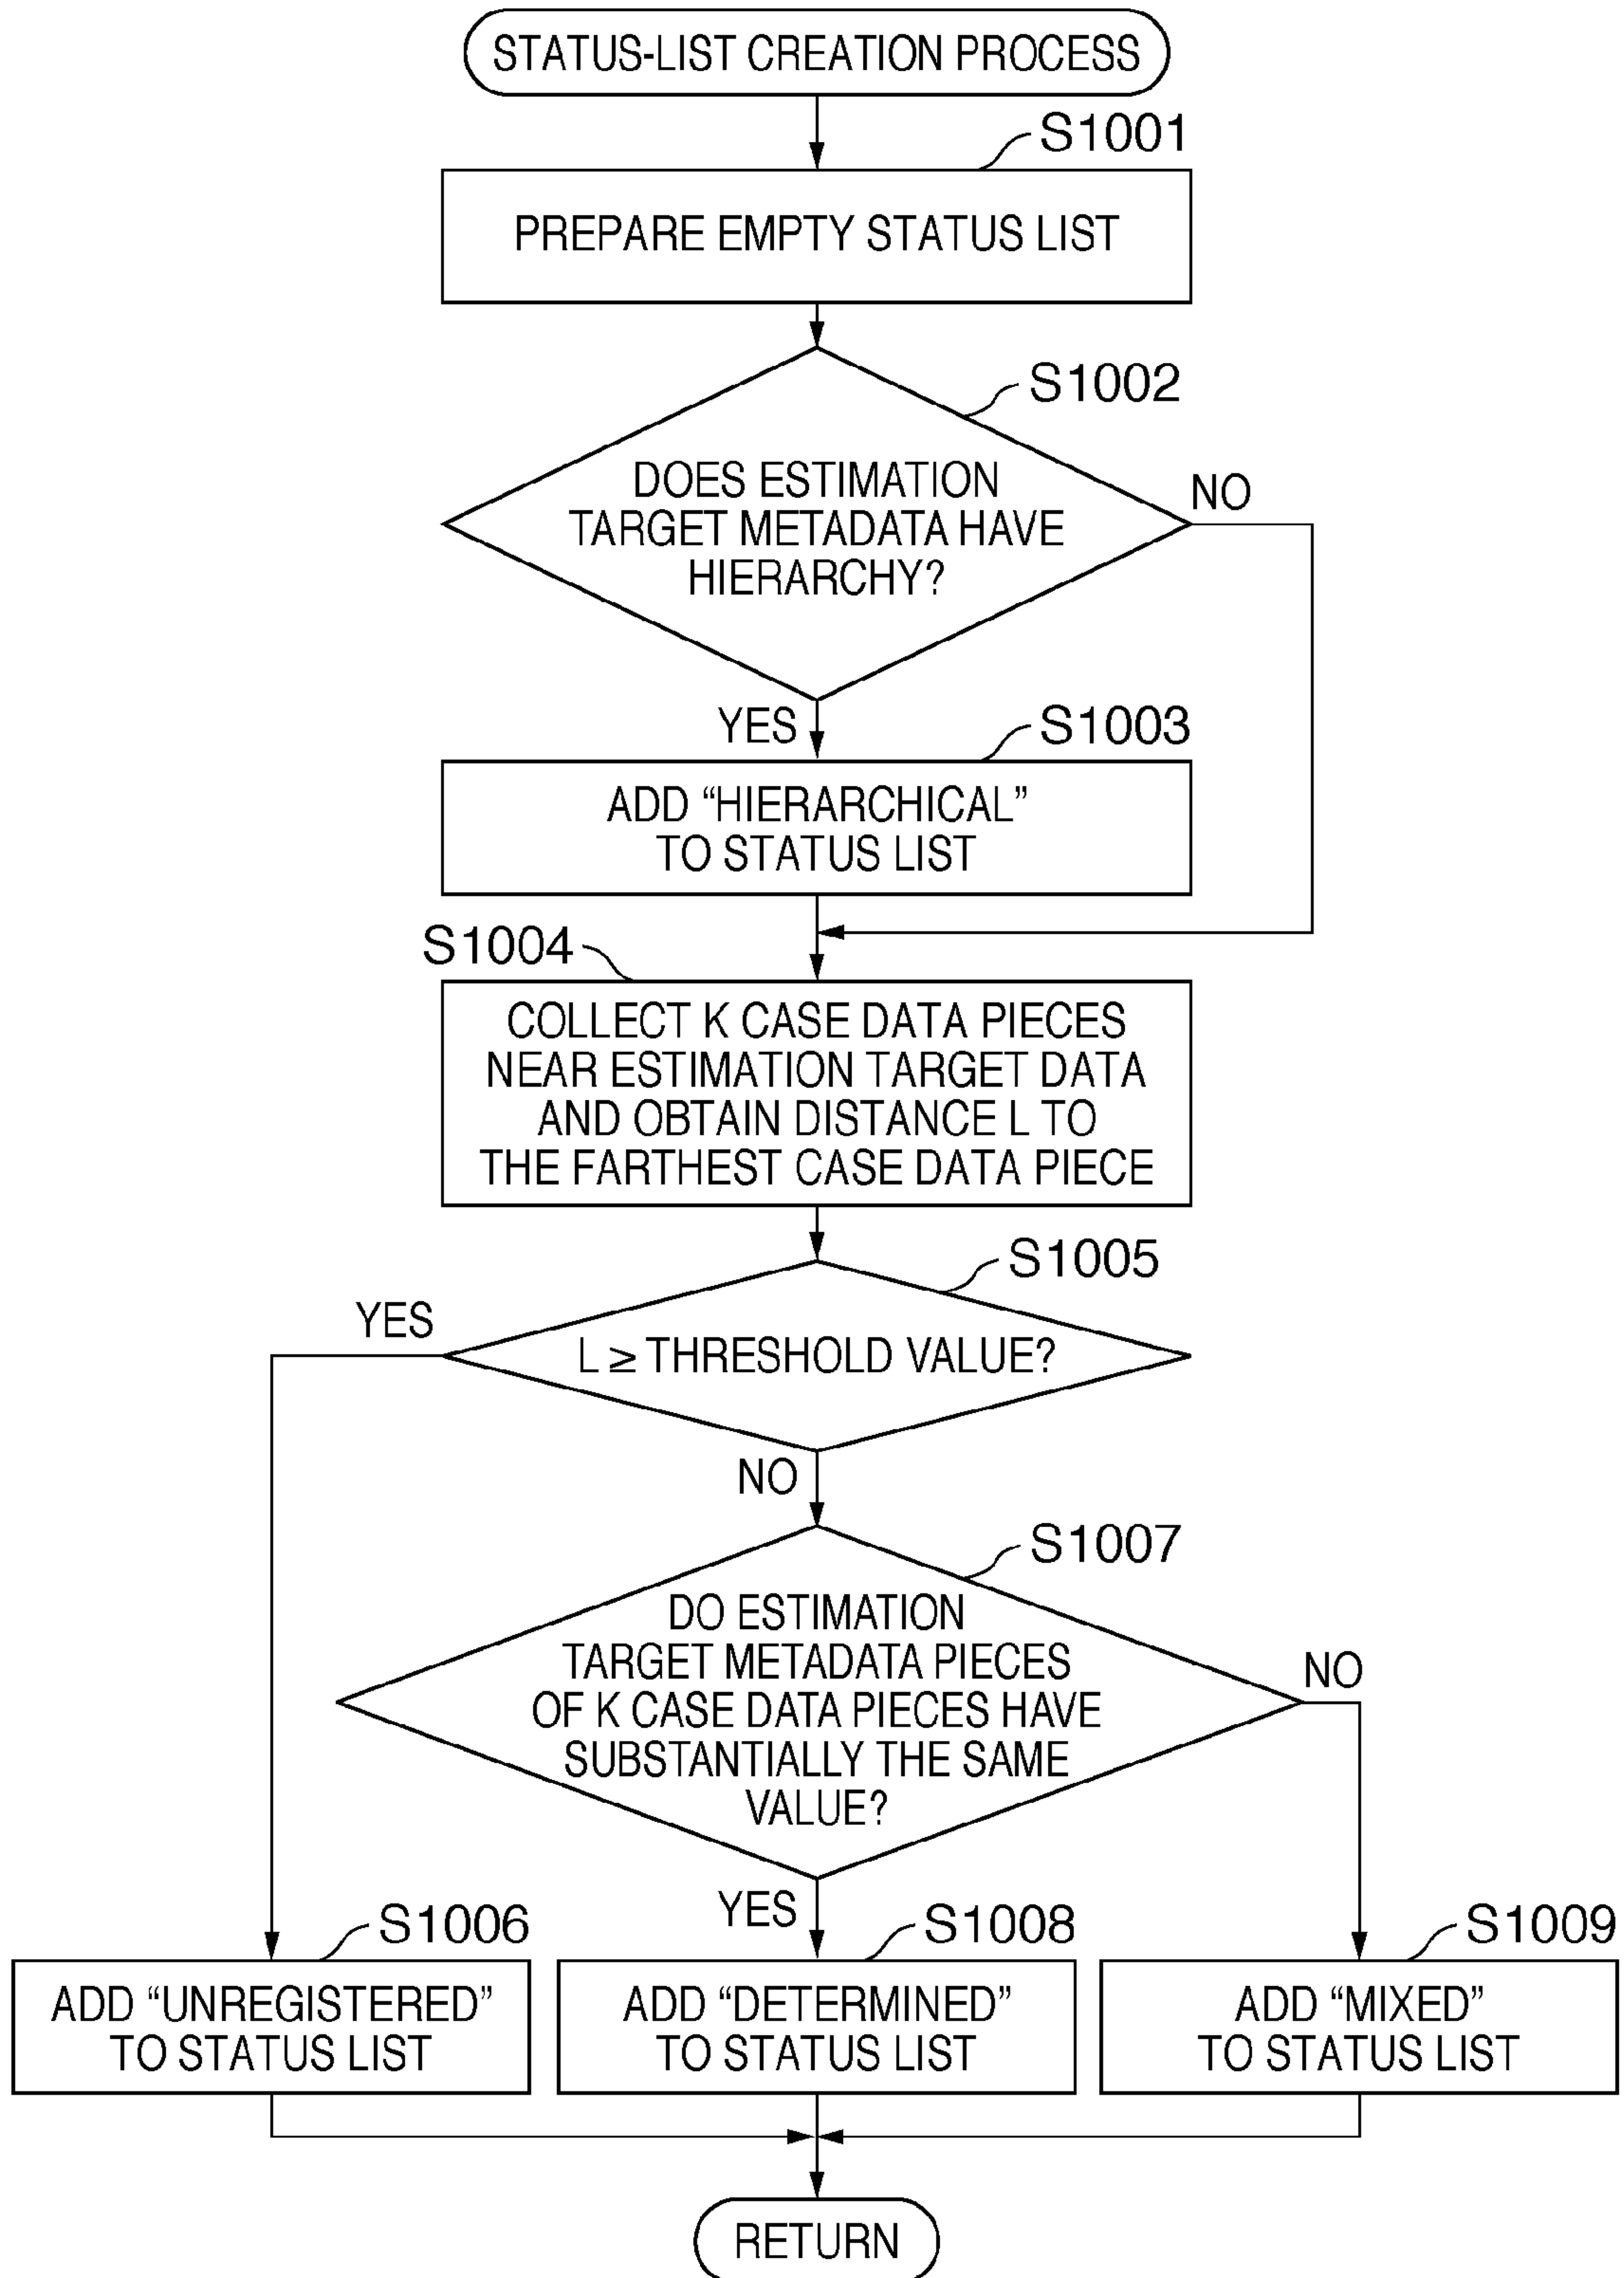 STATUS-LIST CREATION PROCESS
S1001
PREPARE EMPTY STATUS LIST
S1002
DOES ESTIMATION
TARGET METADATA HAVE
HIERARCHY?
NO
YES
S1003
ADD “HIERARCHICAL”
TO STATUS LIST
S1004
COLLECT K CASE DATA PIECES
NEAR ESTIMATION TARGET DATA
AND OBTAIN DISTANCE L TO
THE FARTHEST CASE DATA PIECE
S1005
YES
L ≥ THRESHOLD VALUE?
NO
S1007
DO ESTIMATION
TARGET METADATA PIECES
OF K CASE DATA PIECES HAVE
SUBSTANTIALLY THE SAME
VALUE?
NO
YES
S1006
ADD “UNREGISTERED”
TO STATUS LIST
S1008
ADD “DETERMINED”
TO STATUS LIST
S1009
ADD “MIXED”
TO STATUS LIST
RETURN